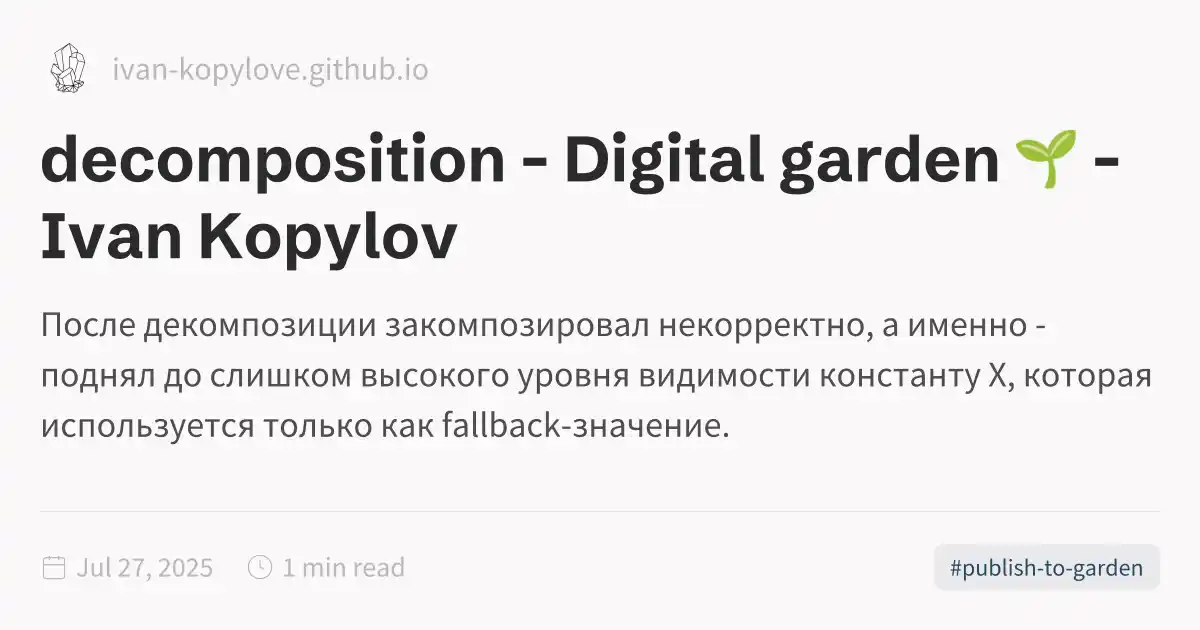 ivan-kopylove.github.io
decomposition - Digital garden 🌱 -
Ivan Kopylov
После декомпозиции закомпозировал некорректно, а именно -
поднял до слишком высокого уровня видимости константу X, которая
используется только как fallback-значение.
Jul 27, 2025 1 min read
#publish-to-garden